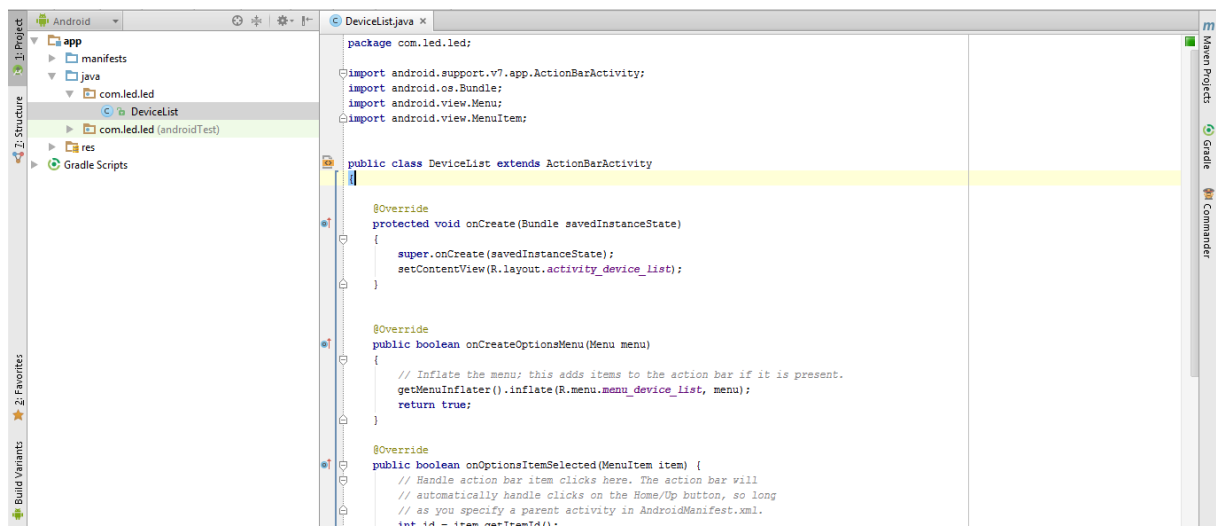 1: Project
7: Structure
2: Favorites
Build Variants
Android
app
manifests
java
com.led.led
DeviceList
com.led.led (androidTest)
res
Gradle Scripts
DeviceList.java
package com.led.led;
import android.support.v7.app.ActionBarActivity;
import android.os.Bundle;
import android.view.Menu;
import android.view.MenuItem;
public class DeviceList extends ActionBarActivity
{
@Override
protected void onCreate(Bundle savedInstanceState)
{
super.onCreate(savedInstanceState);
setContentView(R.layout.activity_device_list);
}
@Override
public boolean onCreateOptionsMenu(Menu menu)
{
// Inflate the menu; this adds items to the action bar if it is present.
getMenuInflater().inflate(R.menu.menu_device_list, menu);
return true;
}
@Override
public boolean onOptionsItemSelected(MenuItem item) {
// Handle action bar item clicks here. The action bar will
// automatically handle clicks on the Home/Up button, so long
// as you specify a parent activity in AndroidManifest.xml.
int id = item.getItemId();
m
Maven Projects
Gradle
Commander